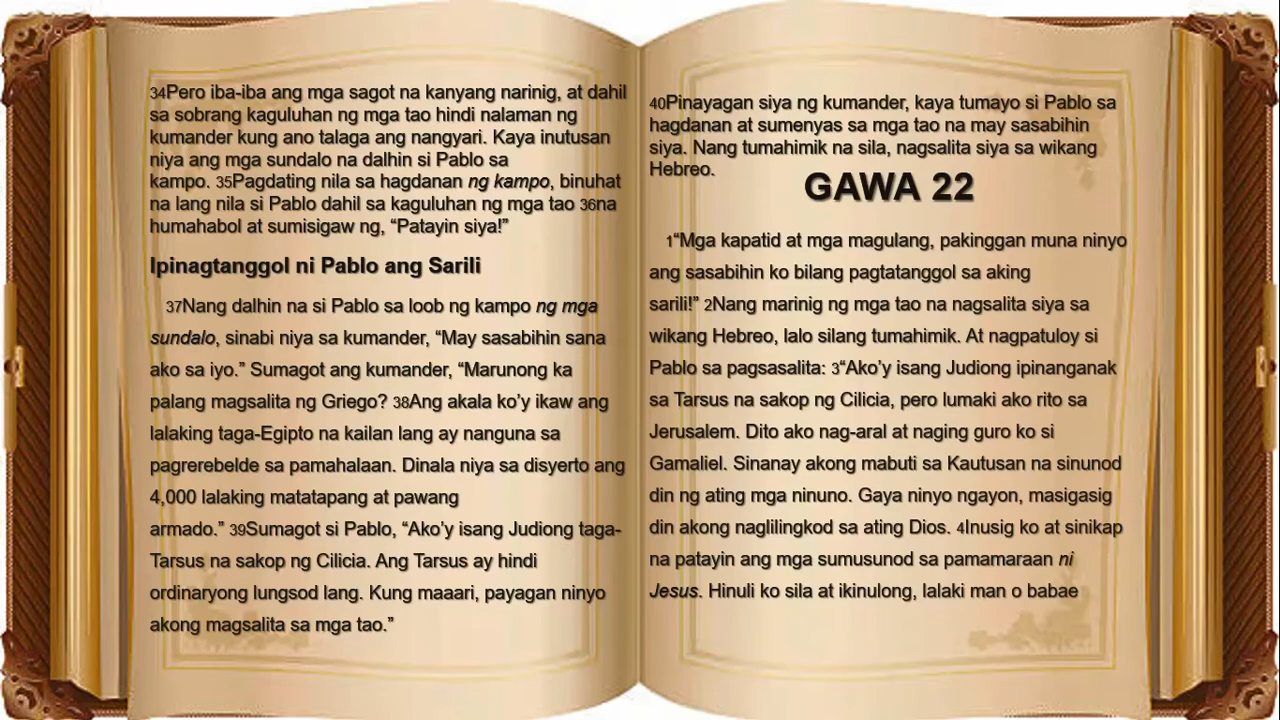 34Pero iba-iba ang mga sagot na kanyang narinig, at dahil
sa sobrang kaguluhan ng mga tao hindi nalaman ng
kumander kung ano talaga ang nangyari. Kaya inutusan
niya ang mga sundalo na dalhin si Pablo sa
kampo. 35Pagdating nila sa hagdanan ng kampo, binuhat
na lang nila si Pablo dahil sa kaguluhan ng mga tao 36na
humahabol at sumisigaw ng, “Patayin siya!”
Ipinagtanggol ni Pablo ang Sarili
37Nang dalhin na si Pablo sa loob ng kampo ng mga
sundalo, sinabi niya sa kumander, “May sasabihin sana
ako sa iyo.” Sumagot ang kumander, “Marunong ka
palang magsalita ng Griego? 38Ang akala ko’y ikaw ang
lalaking taga-Egipto na kailan lang ay nanguna sa
pagrerebelde sa pamahalaan. Dinala niya sa disyerto ang
4,000 lalaking matatapang at pawang
armado.” 39Sumagot si Pablo, “Ako’y isang Judiong taga-
Tarsus na sakop ng Cilicia. Ang Tarsus ay hindi
ordinaryong lungsod lang. Kung maaari, payagan ninyo
akong magsalita sa mga tao.”
40Pinayagan siya ng kumander, kaya tumayo si Pablo sa
hagdanan at sumenyas sa mga tao na may sasabihin
siya. Nang tumahimik na sila, nagsalita siya sa wikang
Hebreo.
GAWA 22
1“Mga kapatid at mga magulang, pakinggan muna ninyo
ang sasabihin ko bilang pagtatanggol sa aking
sarili!” 2Nang marinig ng mga tao na nagsalita siya sa
wikang Hebreo, lalo silang tumahimik. At nagpatuloy si
Pablo sa pagsasalita: 3“Ako’y isang Judiong ipinanganak
sa Tarsus na sakop ng Cilicia, pero lumaki ako rito sa
Jerusalem. Dito ako nag-aral at naging guro ko si
Gamaliel. Sinanay akong mabuti sa Kautusan na sinunod
din ng ating mga ninuno. Gaya ninyo ngayon, masigasig
din akong naglilingkod sa ating Dios. 4Inusig ko at sinikap
na patayin ang mga sumusunod sa pamamaraan ni
Jesus. Hinuli ko sila at ikinulong, lalaki man o babae